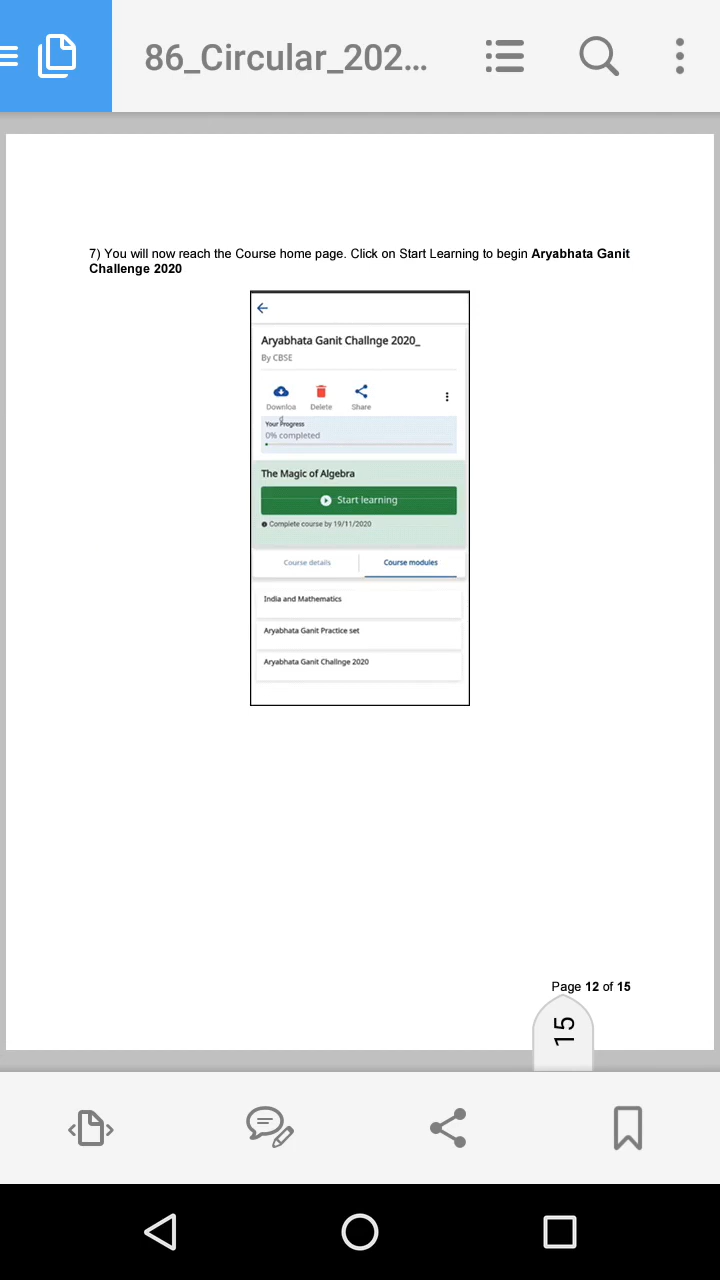 86_Circular_202...
7) You will now reach the Course home page. Click on Start Learning to begin Aryabhata Ganit
Challenge 2020
Aryabhata Ganit Challnge 2020_
By CBSE
Downloa
d
Delete
Share
Your Progress
0% completed
The Magic of Algebra
Start learning
Complete course by 19/11/2020
Course details
Course modules
India and Mathematics
Aryabhata Ganit Practice set
Aryabhata Ganit Challnge 2020
Page 12 of 15
15